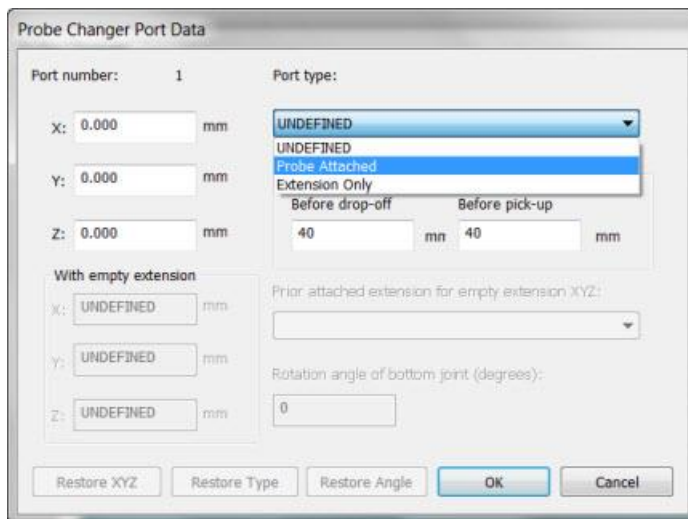 Probe Changer Port Data
Port number: 1 Port type:
X: 0.000 mm UNDEFINED
UNDEFINED
Probe Attached
Y: 0.000 mm
Extension Only
Before drop-off Before pick-up
Z: 0.000 mm 40 mm 40 mm
With empty extension
Prior attached extension for empty extension XYZ:
X: UNDEFINED mm
Y: UNDEFINED mm
Rotation angle of bottom joint (degrees):
Z: UNDEFINED mm 0
Restore XYZ Restore Type Restore Angle OK Cancel